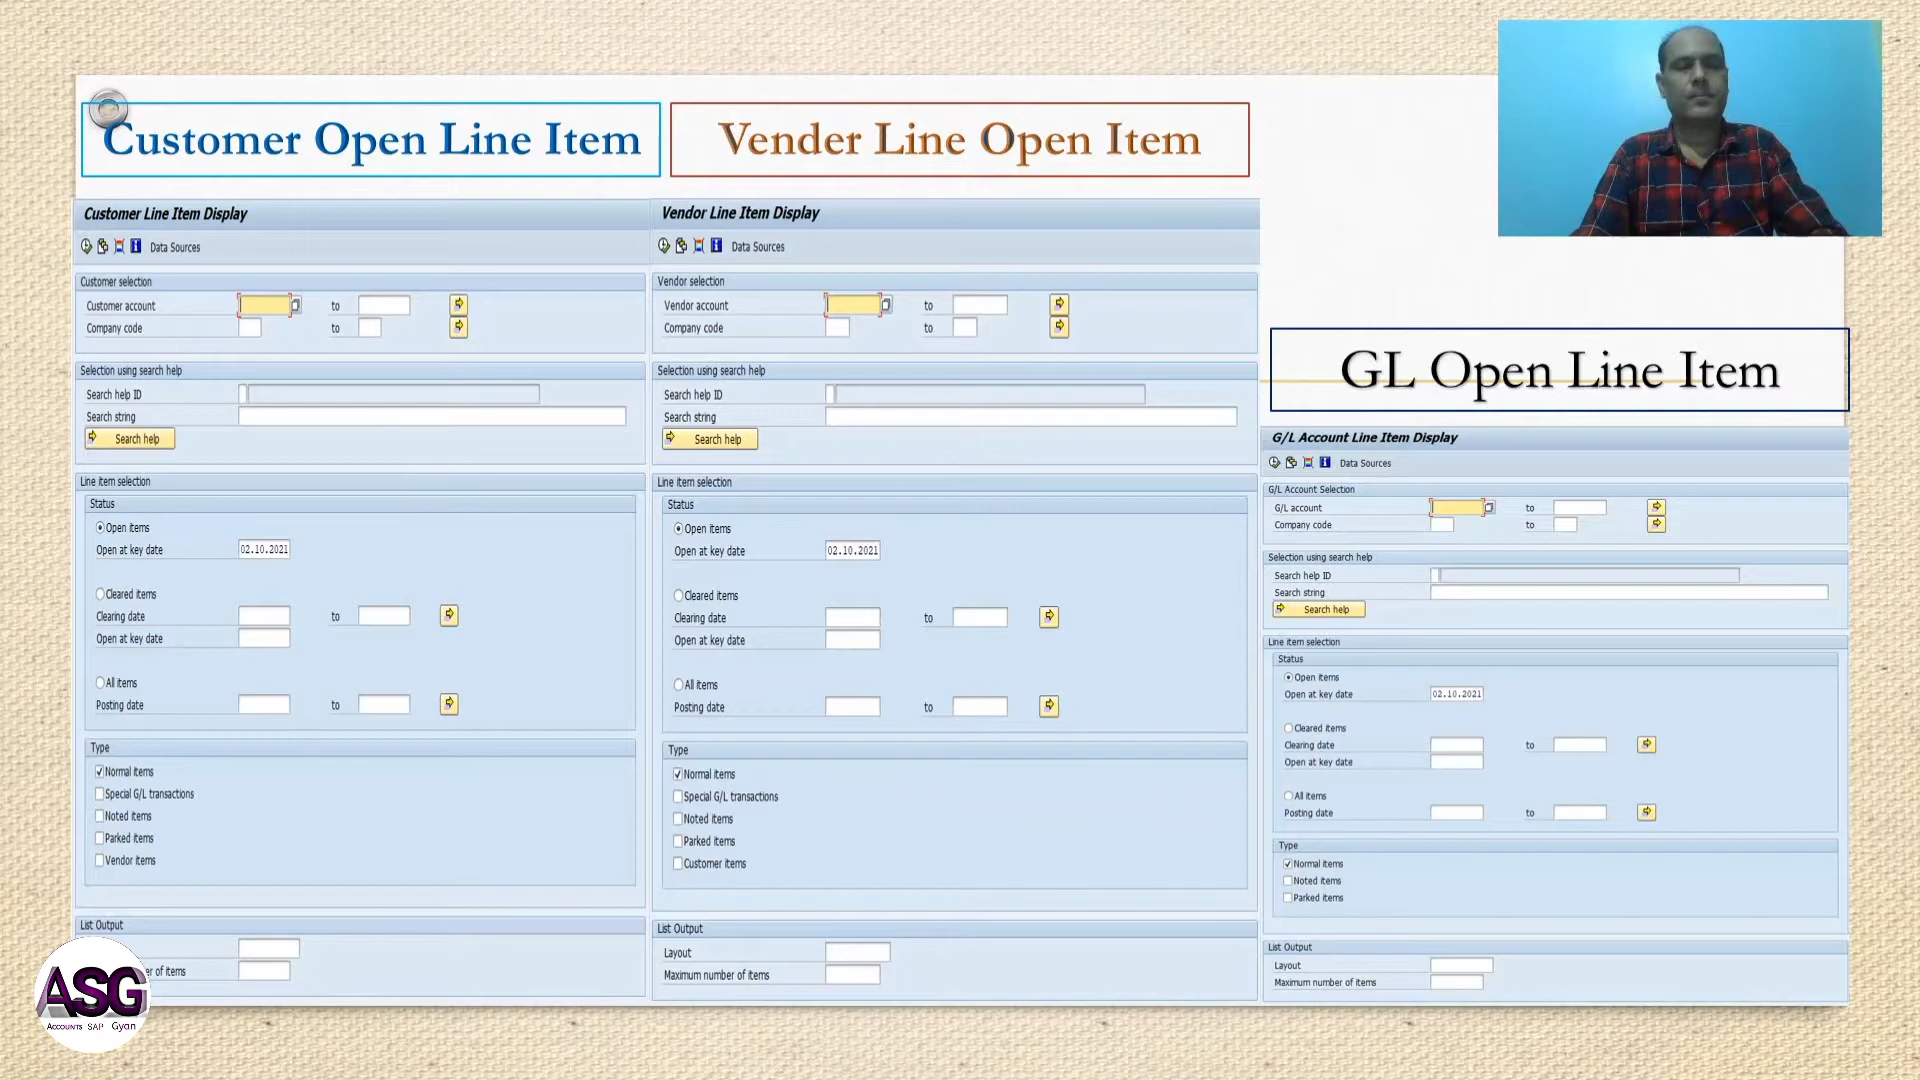 Customer Open Line Item
Vender Line Open Item
Customer Line Item Display
Data Sources
Customer selection
Customer account to
Company code to
Selection using search help
Search help ID
Search string
Search help
Line item selection
Status
Open items
Open at key date 02.10.2021
Cleared items
Clearing date to
Open at key date
All items
Posting date to
Type
Normal items
Special G/L transactions
Noted items
Parked items
Vendor items
List Output
er of items
Vendor Line Item Display
Data Sources
Vendor selection
Vendor account to
Company code to
Selection using search help
Search help ID
Search string
Search help
Line item selection
Status
Open items
Open at key date 02.10.2021
Cleared items
Clearing date to
Open at key date
All items
Posting date to
Type
Normal items
Special G/L transactions
Noted items
Parked items
Customer items
List Output
Layout
Maximum number of items
GL Open Line Item
G/L Account Line Item Display
Data Sources
G/L Account Selection
G/L account to
Company code to
Selection using search help
Search help ID
Search string
Search help
Line item selection
Status
Open items
Open at key date 02.10.2021
Cleared items
Clearing date to
Open at key date
All items
Posting date to
Type
Normal items
Noted items
Parked items
List Output
Layout
Maximum number of items
ASG
Accounts SAP Gyan